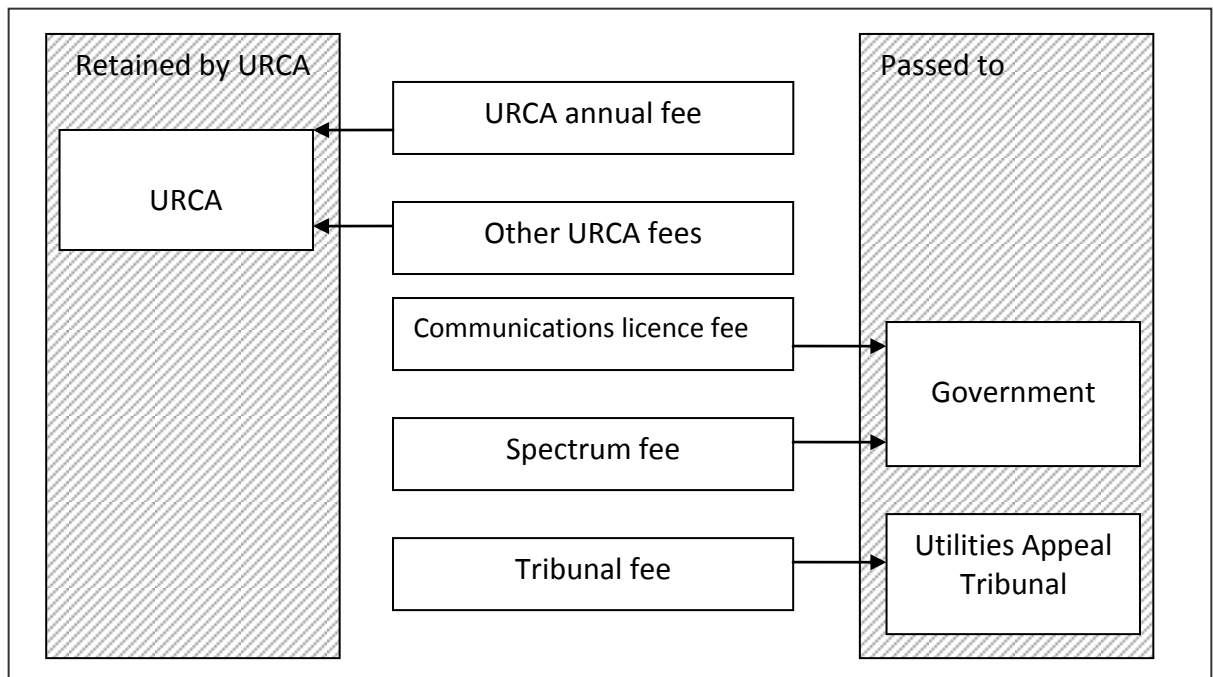 Retained by URCA
URCA
URCA annual fee
Other URCA fees
Communications licence fee
Spectrum fee
Tribunal fee
Passed to
Government
Utilities Appeal
Tribunal